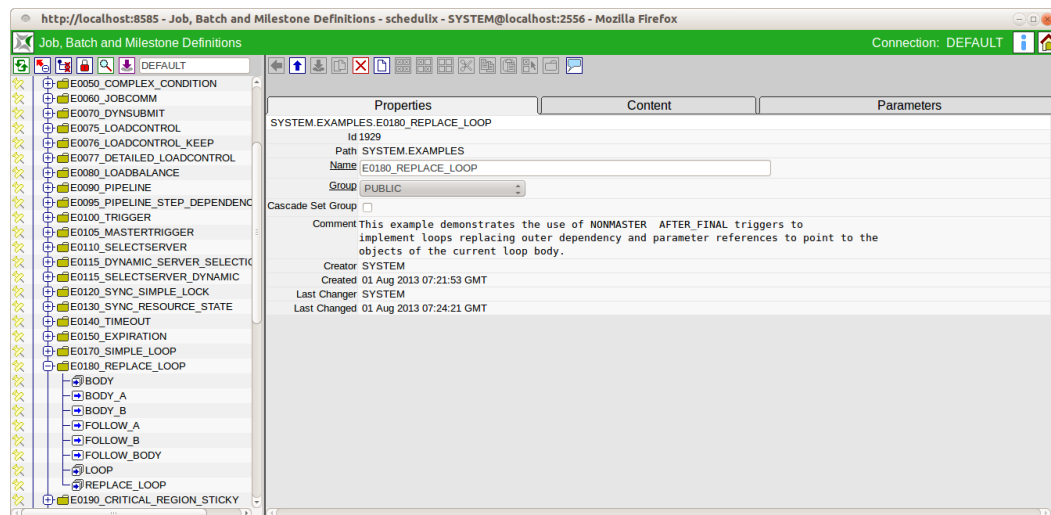 http://localhost:8585 - Job, Batch and Milestone Definitions - schedulix - SYSTEM@localhost:2556 - Mozilla Firefox
Job, Batch and Milestone Definitions
Connection: DEFAULT
DEFAULT
E0050_COMPLEX_CONDITION
E0060_JOBCOMM
E0070_DYNSUBMIT
E0075_LOADCONTROL
E0076_LOADCONTROL_KEEP
E0077_DETAILED_LOADCONTROL
E0080_LOADBALANCE
E0090_PIPELINE
E0095_PIPELINE_STEP_DEPENDENC
E0100_TRIGGER
E0105_MASTERTRIGGER
E0110_SELECTSERVER
E0115_DYNAMIC_SERVER_SELECTIO
E0115_SELECTSERVER_DYNAMIC
E0120_SYNC_SIMPLE_LOCK
E0130_SYNC_RESOURCE_STATE
E0140_TIMEOUT
E0150_EXPIRATION
E0170_SIMPLE_LOOP
E0180_REPLACE_LOOP
BODY
BODY_A
BODY_B
FOLLOW_A
FOLLOW_B
FOLLOW_BODY
LOOP
REPLACE_LOOP
E0190_CRITICAL_REGION_STICKY
Properties
Content
Parameters
SYSTEM.EXAMPLES.E0180_REPLACE_LOOP
Id 1929
Path SYSTEM.EXAMPLES
Name E0180_REPLACE_LOOP
Group PUBLIC
Cascade Set Group
Comment This example demonstrates the use of NONMASTER  AFTER_FINAL triggers to
implement loops replacing outer dependency and parameter references to point to the
objects of the current loop body.
Creator SYSTEM
Created 01 Aug 2013 07:21:53 GMT
Last Changer SYSTEM
Last Changed 01 Aug 2013 07:24:21 GMT